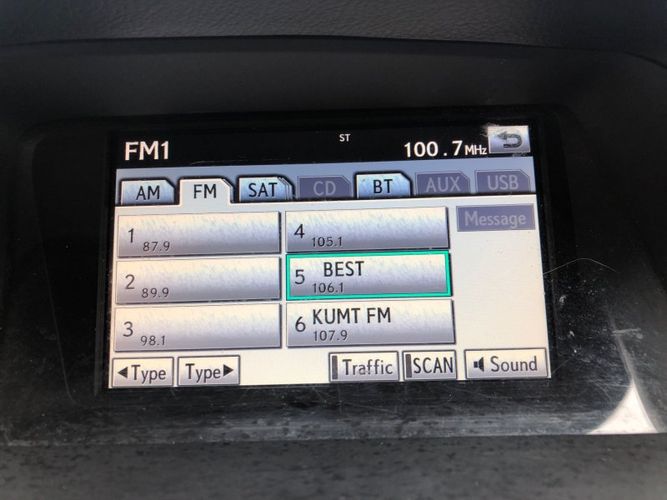 ST
FM1 100.7MHz
AM FM SAT CD BT AUX USB
1 87.9
4 105.1
Message
2 89.9
5 BEST 106.1
3 98.1
6 KUMT FM 107.9
◀Type Type▶ Traffic SCAN Sound